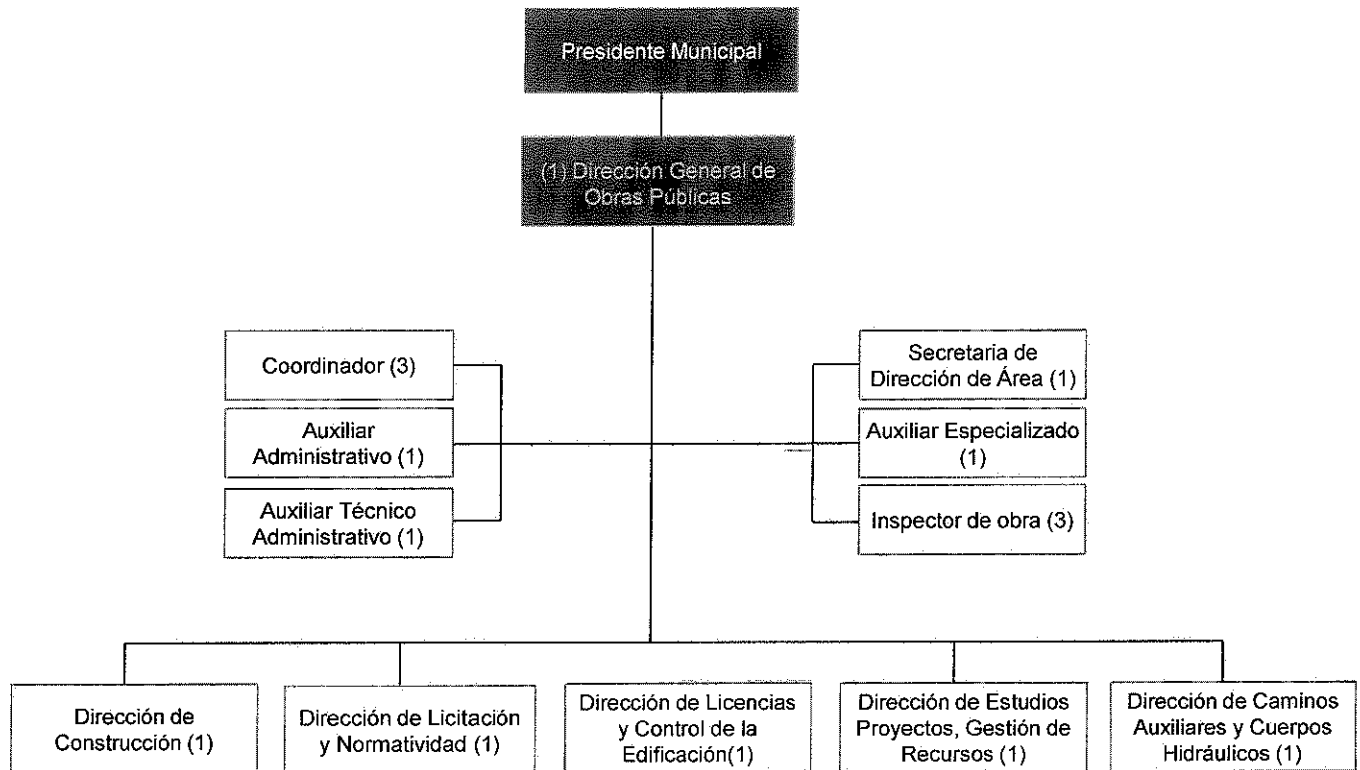 Presidente Municipal
(1) Dirección General de
Obras Públicas
Coordinador (3)
Auxiliar
Administrativo (1)
Auxiliar Técnico
Administrativo (1)
Secretaria de
Dirección de Área (1)
Auxiliar Especializado
(1)
Inspector de obra (3)
Dirección de
Construcción (1)
Dirección de Licitación
y Normatividad (1)
Dirección de Licencias
y Control de la
Edificación(1)
Dirección de Estudios
Proyectos, Gestión de
Recursos (1)
Dirección de Caminos
Auxiliares y Cuerpos
Hidráulicos (1)